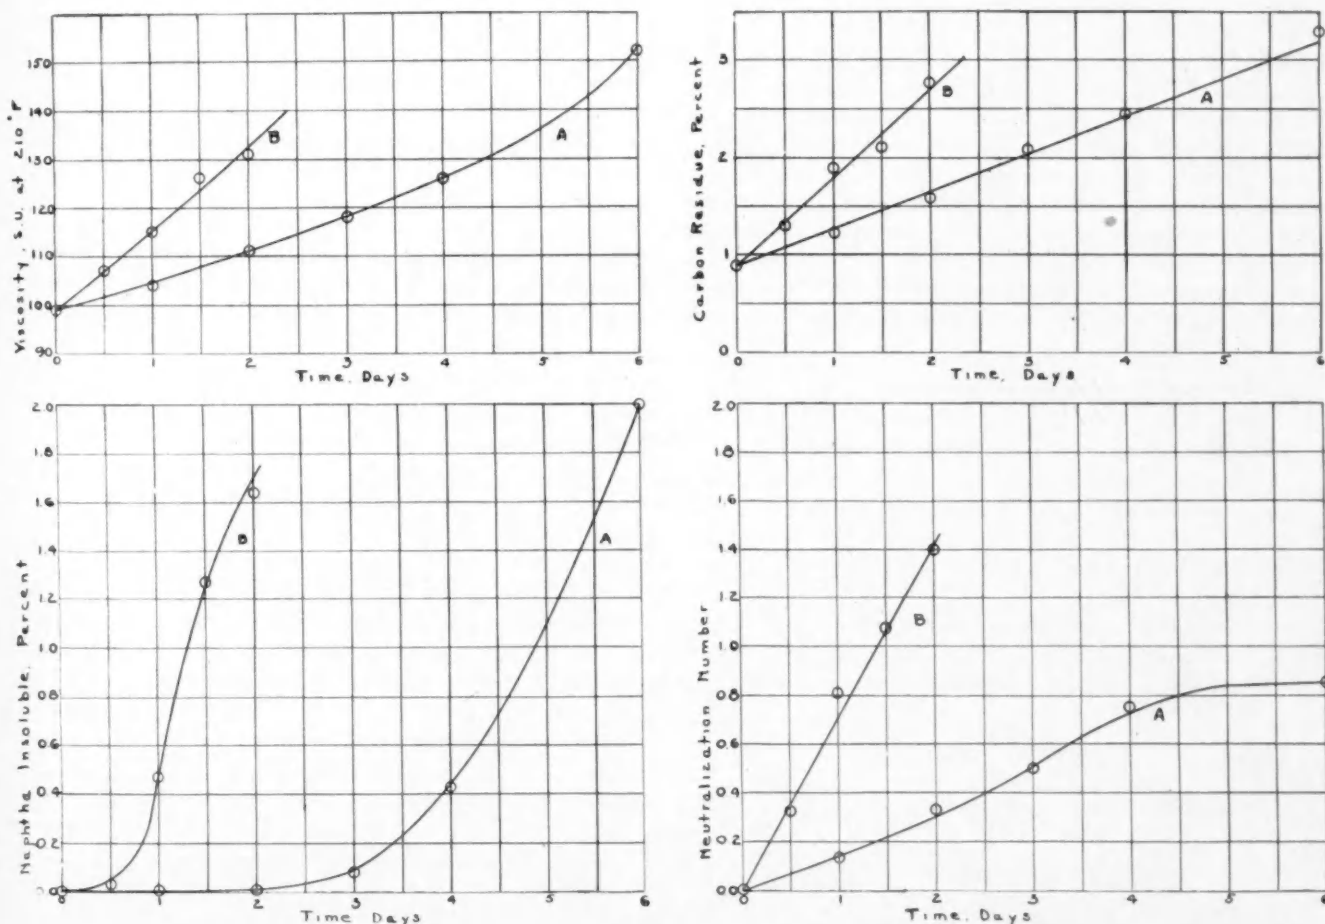 Viscosity, S.U. at 210°F
150
140
130
120
110
100
90
0 1 2 3 4 5 6
Time, Days
B
A
Carbon Residue, Percent
3
2
1
0
0 1 2 3 4 5 6
Time, Days
B
A
Naphtha Insoluble, Percent
2.0
1.8
1.6
1.4
1.2
1.0
0.8
0.6
0.4
0.2
0.0
0 1 2 3 4 5 6
Time, Days
B
A
Neutralization Number
2.0
1.8
1.6
1.4
1.2
1.0
0.8
0.6
0.4
0.2
0.0
0 1 2 3 4 5 6
Time, Days
B
A